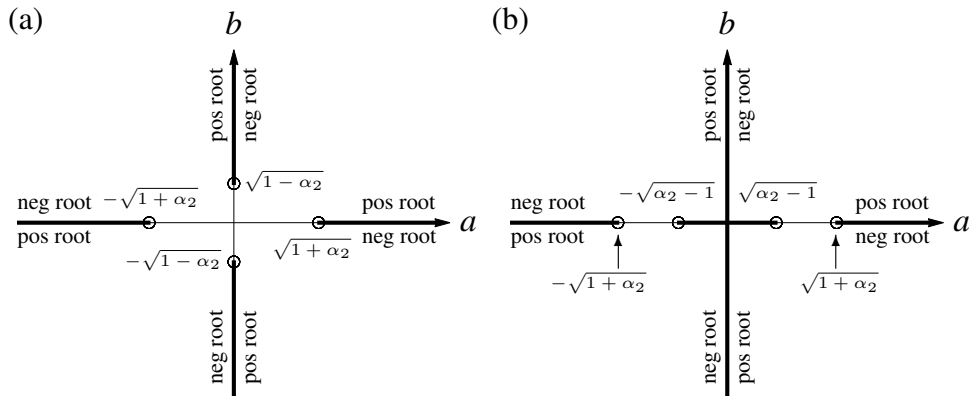 (a)
b
pos root
neg root
√(1 − α₂)
neg root
−√(1 + α₂)
pos root
pos root
a
neg root
√(1 + α₂)
−√(1 − α₂)
neg root
pos root
(b)
b
pos root
neg root
−√(α₂ − 1)
√(α₂ − 1)
neg root
pos root
pos root
neg root
a
−√(1 + α₂)
√(1 + α₂)
neg root
pos root